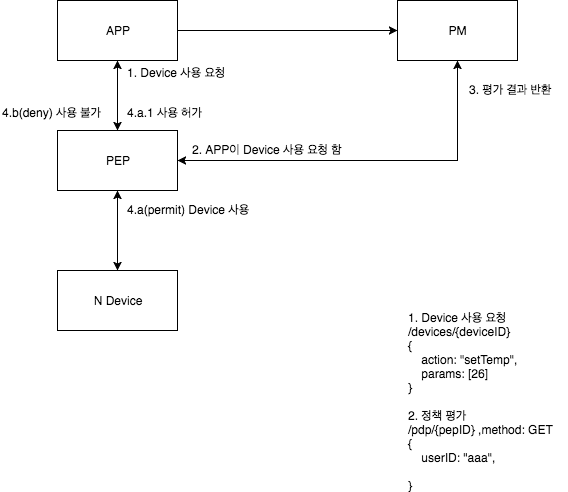 APP
PM
1. Device 사용 요청
3. 평가 결과 반환
4.b(deny) 사용 불가
4.a.1 사용 허가
PEP
2. APP이 Device 사용 요청 함
4.a(permit) Device 사용
N Device
1. Device 사용 요청
/devices/{deviceID}
{
action: "setTemp",
params: [26]
}
2. 정책 평가
/pdp/{pepID} ,method: GET
{
userID: "aaa",
}